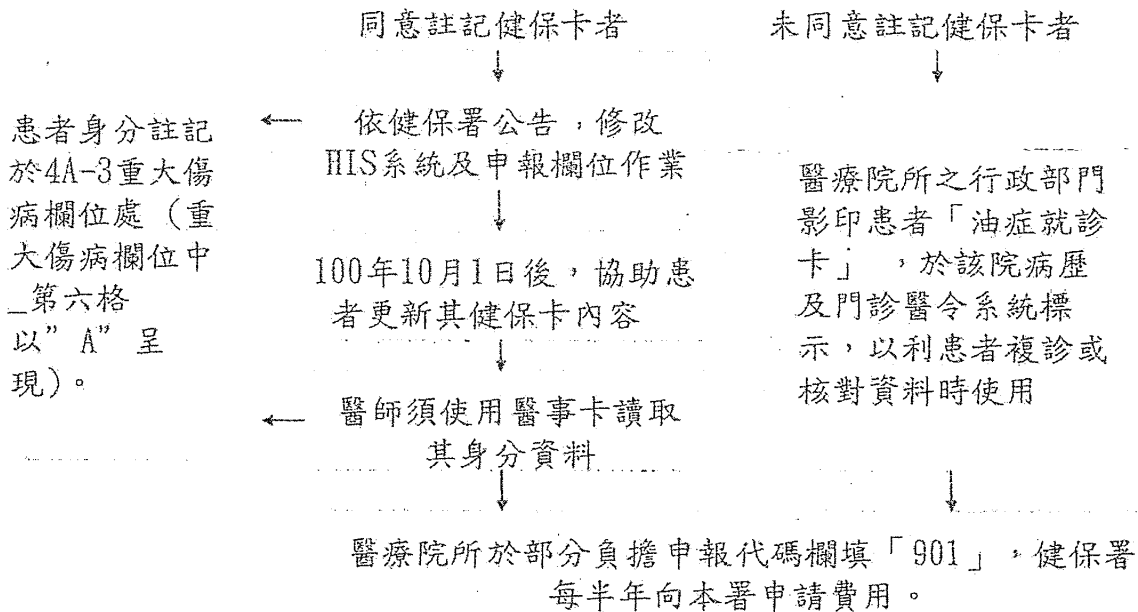 同意註記健保卡者
未同意註記健保卡者
患者身分註記
於4A-3重大傷
病欄位處（重
大傷病欄位中
_第六格
以”A”呈
現）。
依健保署公告，修改
HIS系統及申報欄位作業
100年10月1日後，協助患
者更新其健保卡內容
醫師須使用醫事卡讀取
其身分資料
醫療院所之行政部門
影印患者「油症就診
卡」，於該院病歷
及門診醫令系統標
示，以利患者複診或
核對資料時使用
醫療院所於部分負擔申報代碼欄填「901」，健保署
每半年向本署申請費用。